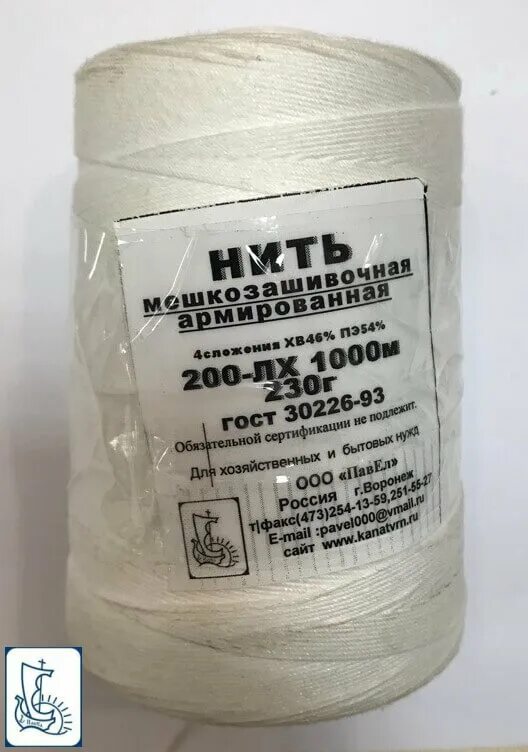 НИТЬ
мешкозашивочная
армированная
4сложения ХВ46% ПЭ54%
200-ЛХ 1000м
230г
гост 30226-93
Обязательной сертификации не подлежит.
Для хозяйственных и бытовых нужд
ООО «ПавЕл»
Россия г.Воронеж
т|факс(473)254-13-59,251-55-27
E-mail :pavel000@vmail.ru
сайт www.kanatvrn.ru